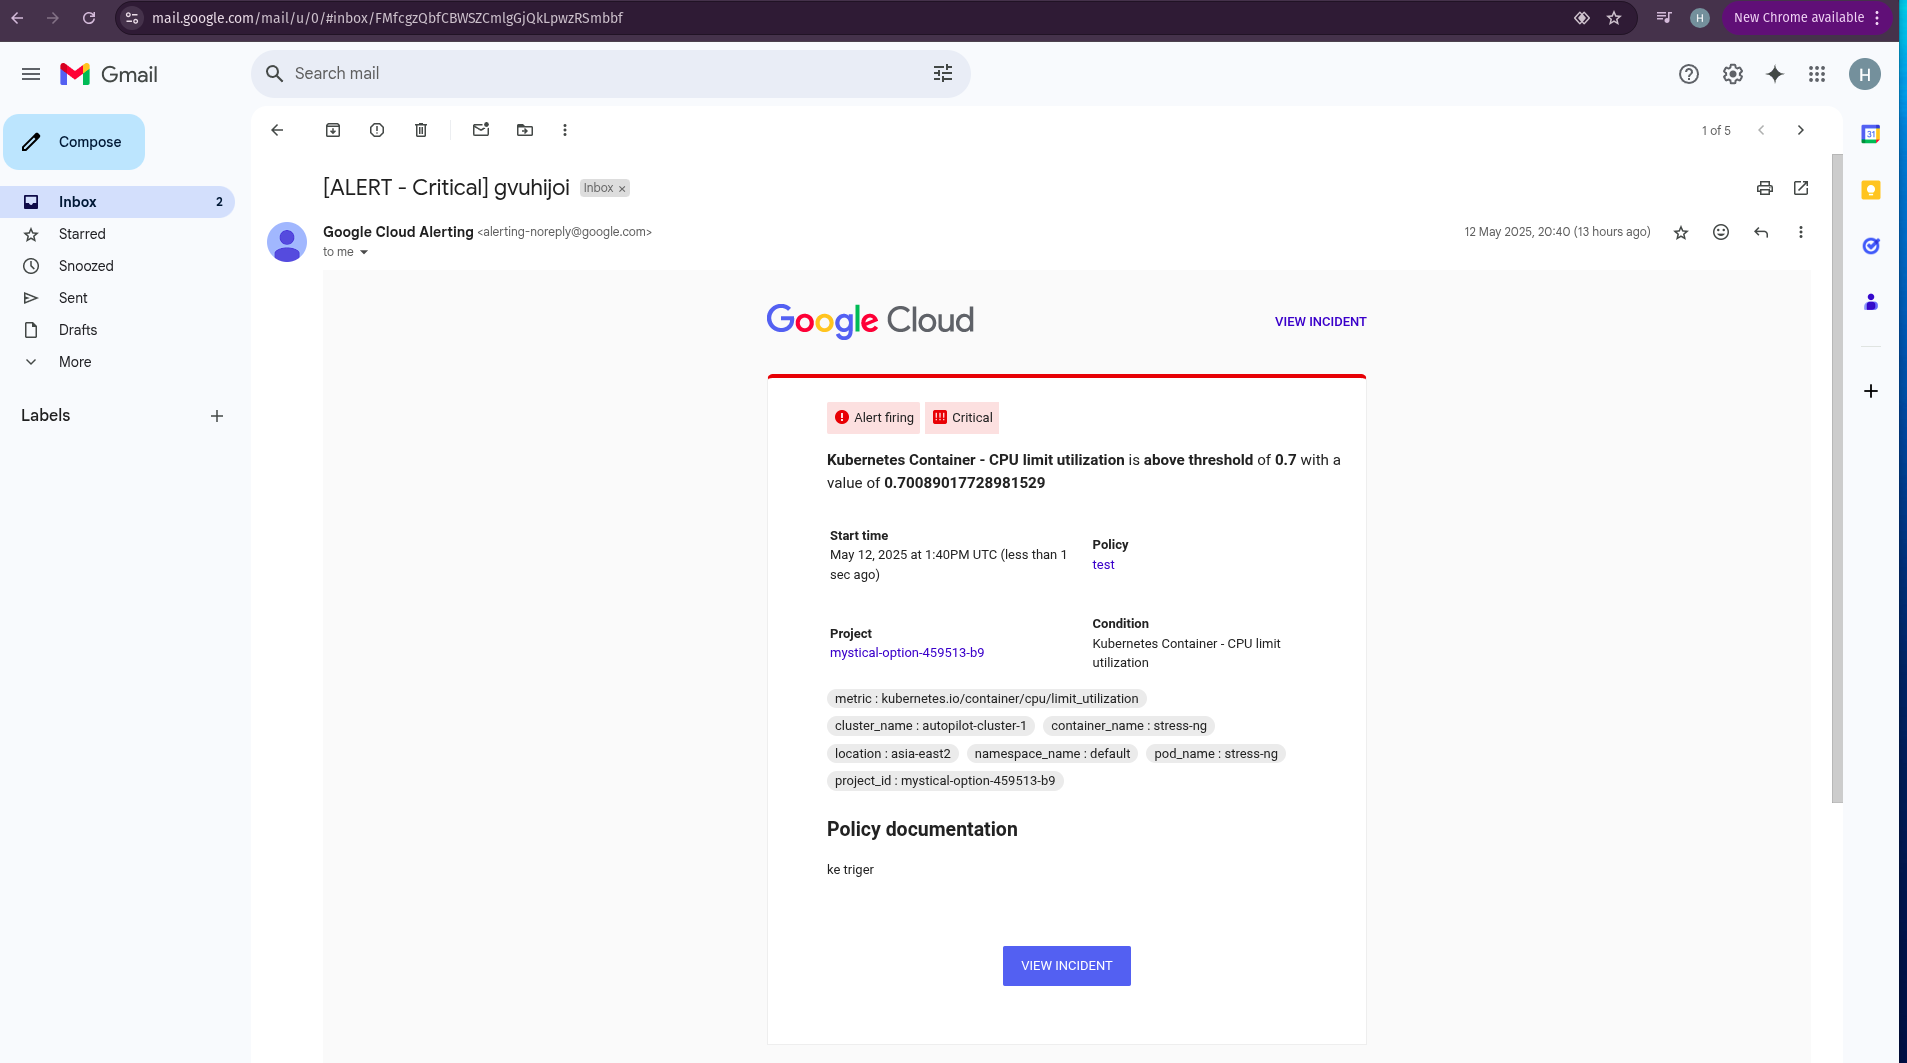 mail.google.com/mail/u/0/#inbox/FMfcgzQbfCBWSZCmlgGjQkLpwzRSmbbf
H
New Chrome available
Gmail
Search mail
H
Compose
1 of 5
31
[ALERT - Critical] gvuhijoi
Inbox ×
Inbox
2
Starred
Snoozed
Sent
Drafts
More
Labels
Google Cloud Alerting <alerting-noreply@google.com>
12 May 2025, 20:40 (13 hours ago)
to me
Google Cloud
VIEW INCIDENT
Alert firing
Critical
Kubernetes Container - CPU limit utilization is above threshold of 0.7 with a
value of 0.70089017728981529
Start time
May 12, 2025 at 1:40PM UTC (less than 1
sec ago)
Policy
test
Project
mystical-option-459513-b9
Condition
Kubernetes Container - CPU limit
utilization
metric : kubernetes.io/container/cpu/limit_utilization
cluster_name : autopilot-cluster-1 container_name : stress-ng
location : asia-east2 namespace_name : default pod_name : stress-ng
project_id : mystical-option-459513-b9
Policy documentation
ke triger
VIEW INCIDENT